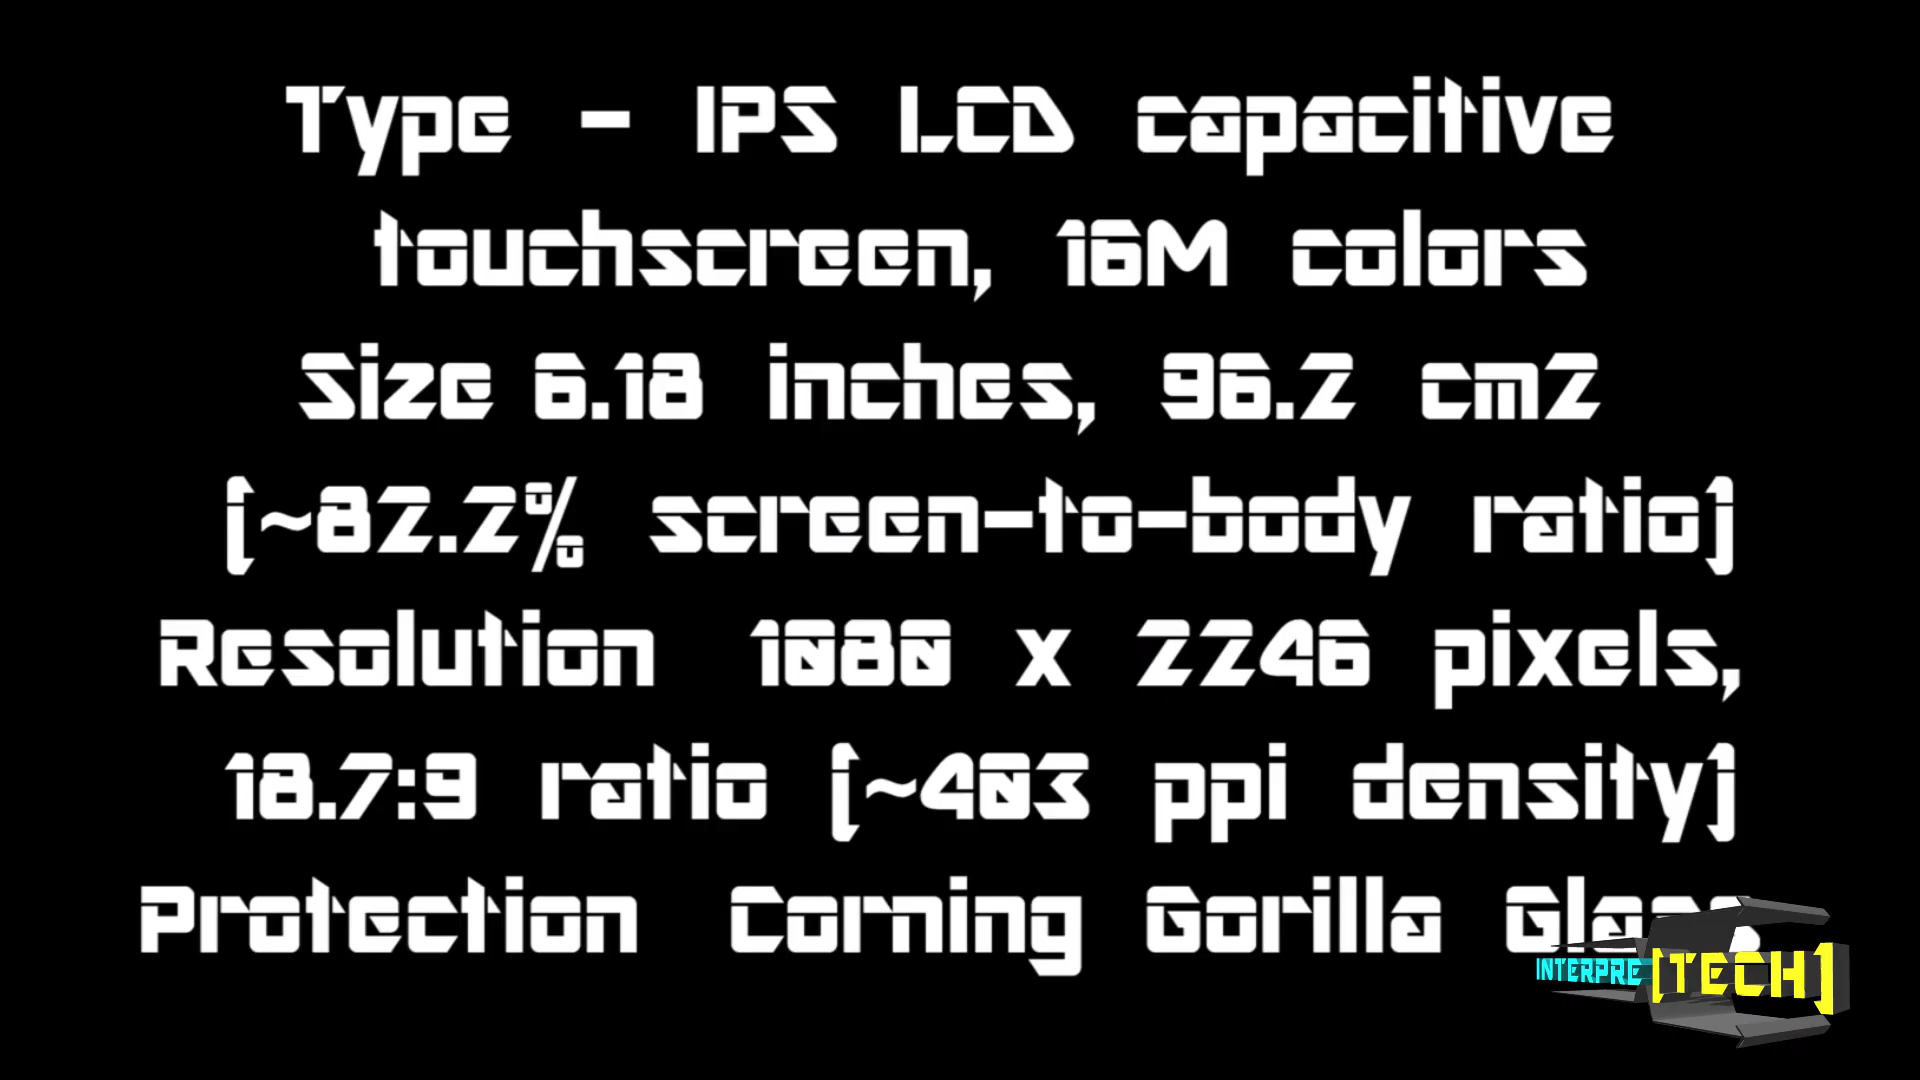 Type - IPS LCD capacitive
touchscreen, 16M colors
Size 6.18 inches, 96.2 cm2
(~82.2% screen-to-body ratio)
Resolution 1080 x 2246 pixels,
18.7:9 ratio (~403 ppi density)
Protection Corning Gorilla Glass
INTERPRE[TECH]